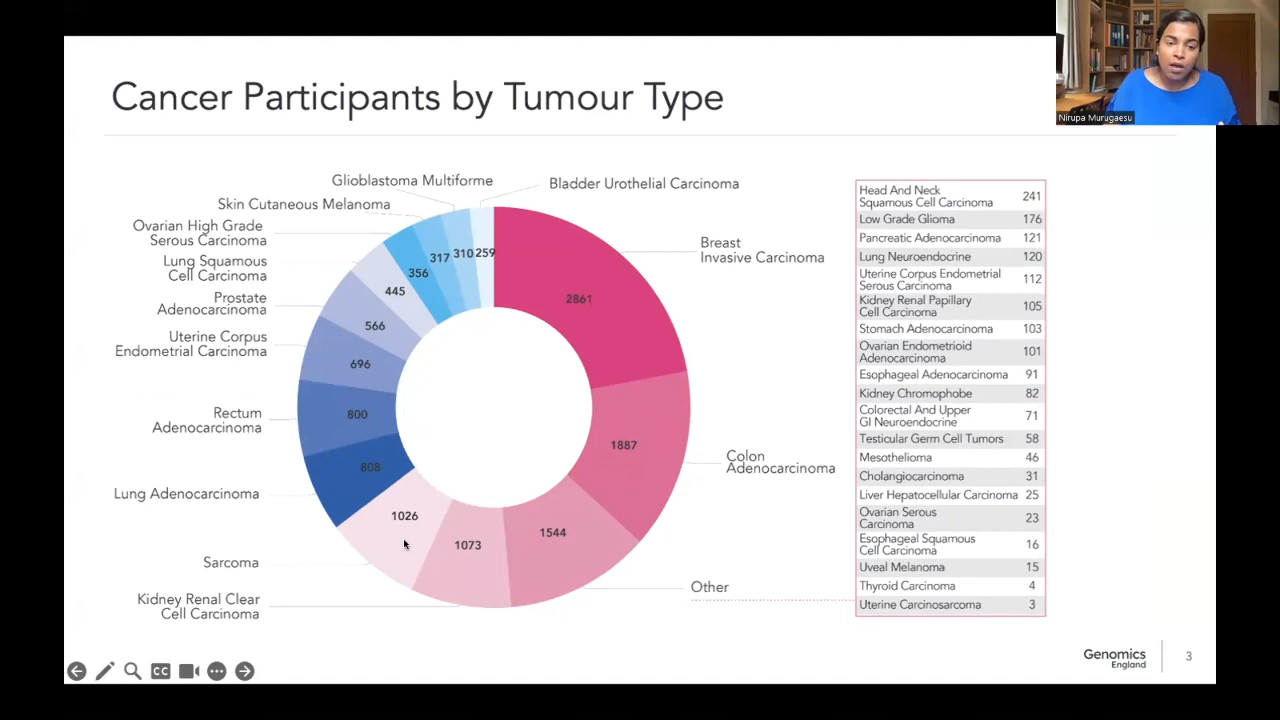 Cancer Participants by Tumour Type
Nirupa Murugaesu
Glioblastoma Multiforme
Bladder Urothelial Carcinoma
Skin Cutaneous Melanoma
Ovarian High Grade
Serous Carcinoma
Lung Squamous
Cell Carcinoma
Prostate
Adenocarcinoma
Uterine Corpus
Endometrial Carcinoma
Rectum
Adenocarcinoma
Lung Adenocarcinoma
Sarcoma
Kidney Renal Clear
Cell Carcinoma
Breast
Invasive Carcinoma
Colon
Adenocarcinoma
Other
2861
1887
1544
1073
1026
808
800
696
566
445
356
317
310
259
Head And Neck
Squamous Cell Carcinoma 241
Low Grade Glioma 176
Pancreatic Adenocarcinoma 121
Lung Neuroendocrine 120
Uterine Corpus Endometrial
Serous Carcinoma 112
Kidney Renal Papillary
Cell Carcinoma 105
Stomach Adenocarcinoma 103
Ovarian Endometrioid
Adenocarcinoma 101
Esophageal Adenocarcinoma 91
Kidney Chromophobe 82
Colorectal And Upper
GI Neuroendocrine 71
Testicular Germ Cell Tumors 58
Mesothelioma 46
Cholangiocarcinoma 31
Liver Hepatocellular Carcinoma 25
Ovarian Serous
Carcinoma 23
Esophageal Squamous
Cell Carcinoma 16
Uveal Melanoma 15
Thyroid Carcinoma 4
Uterine Carcinosarcoma 3
CC
Genomics
England
3